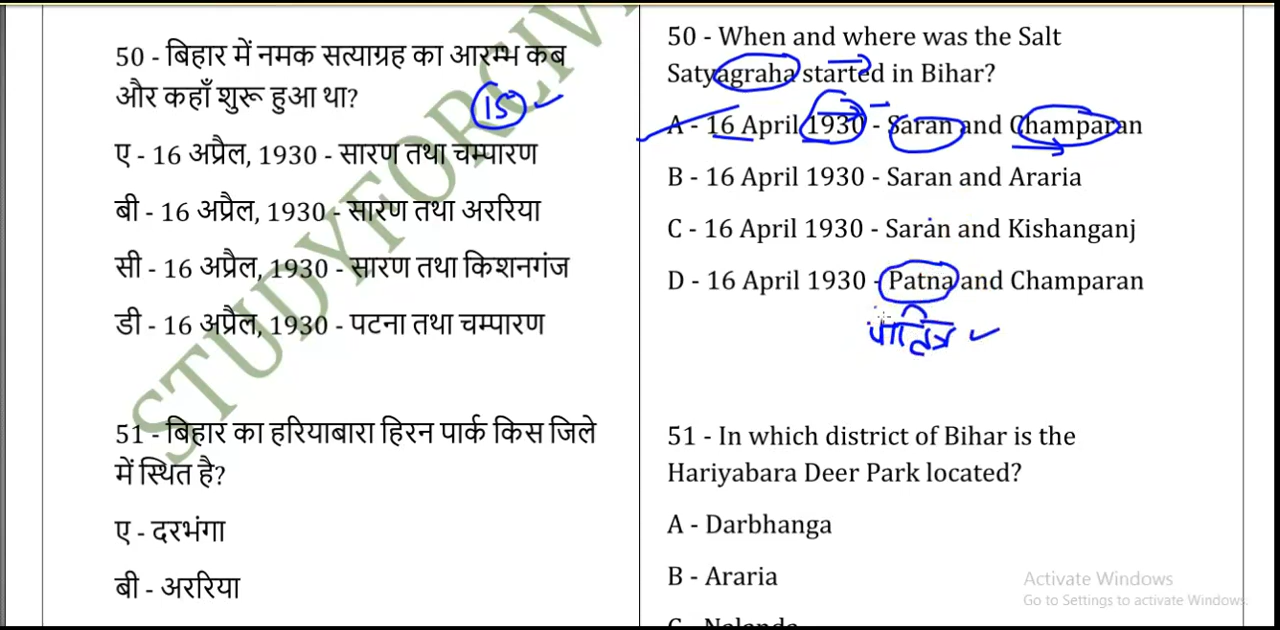 50 - बिहार में नमक सत्याग्रह का आरम्भ कब
और कहाँ शुरू हुआ था?
15
ए - 16 अप्रैल, 1930 - सारण तथा चम्पारण
बी - 16 अप्रैल, 1930 - सारण तथा अररिया
सी - 16 अप्रैल, 1930 - सारण तथा किशनगंज
डी - 16 अप्रैल, 1930 - पटना तथा चम्पारण
51 - बिहार का हरियाबारा हिरन पार्क किस जिले
में स्थित है?
ए - दरभंगा
बी - अररिया
STUDYFORCIV
50 - When and where was the Salt
Satyagraha started in Bihar?
A - 16 April 1930 - Saran and Champaran
B - 16 April 1930 - Saran and Araria
C - 16 April 1930 - Saran and Kishanganj
D - 16 April 1930 - Patna and Champaran
51 - In which district of Bihar is the
Hariyabara Deer Park located?
A - Darbhanga
B - Araria
C - Nalanda
Activate Windows
Go to Settings to activate Windows.